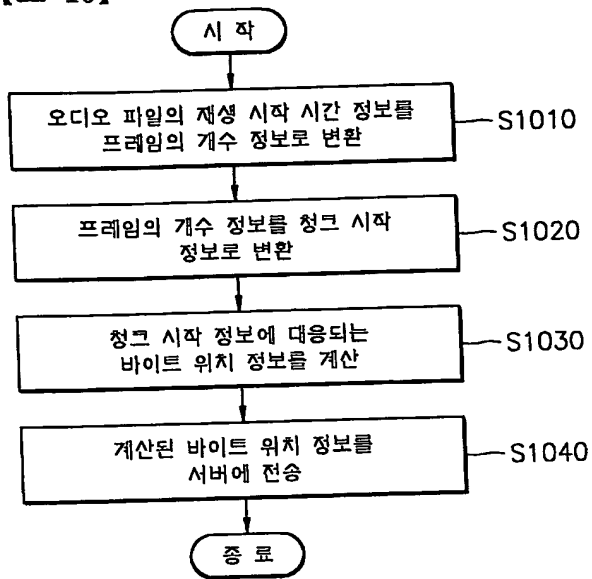 시 작
오디오 파일의 재생 시작 시간 정보를
프레임의 개수 정보로 변환
S1010
프레임의 개수 정보를 청크 시작
정보로 변환
S1020
청크 시작 정보에 대응되는
바이트 위치 정보를 계산
S1030
계산된 바이트 위치 정보를
서버에 전송
S1040
종 료